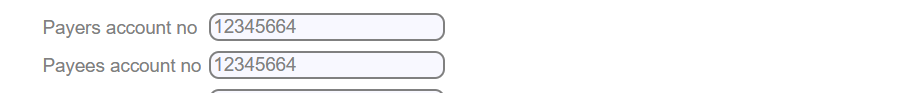 Payers account no 12345664
Payees account no 12345664